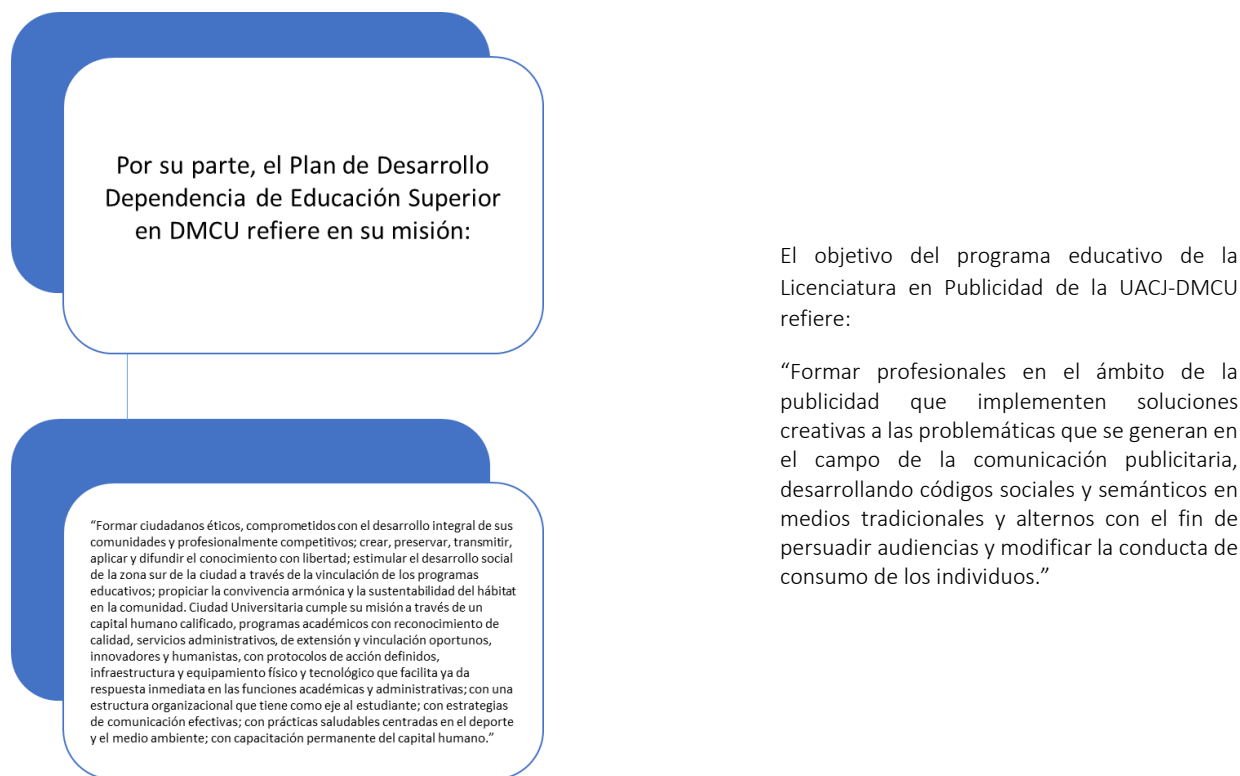 Por su parte, el Plan de Desarrollo
Dependencia de Educación Superior
en DMCU refiere en su misión:
“Formar ciudadanos éticos, comprometidos con el desarrollo integral de sus
comunidades y profesionalmente competitivos; crear, preservar, transmitir,
aplicar y difundir el conocimiento con libertad; estimular el desarrollo social
de la zona sur de la ciudad a través de la vinculación de los programas
educativos; propiciar la convivencia armónica y la sustentabilidad del hábitat
en la comunidad. Ciudad Universitaria cumple su misión a través de un
capital humano calificado, programas académicos con reconocimiento de
calidad, servicios administrativos, de extensión y vinculación oportunos,
innovadores y humanistas, con protocolos de acción definidos,
infraestructura y equipamiento físico y tecnológico que facilita ya da
respuesta inmediata en las funciones académicas y administrativas; con una
estructura organizacional que tiene como eje al estudiante; con estrategias
de comunicación efectivas; con prácticas saludables centradas en el deporte
y el medio ambiente; con capacitación permanente del capital humano.”
El objetivo del programa educativo de la
Licenciatura en Publicidad de la UACJ-DMCU
refiere:
“Formar profesionales en el ámbito de la
publicidad que implementen soluciones
creativas a las problemáticas que se generan en
el campo de la comunicación publicitaria,
desarrollando códigos sociales y semánticos en
medios tradicionales y alternos con el fin de
persuadir audiencias y modificar la conducta de
consumo de los individuos.”